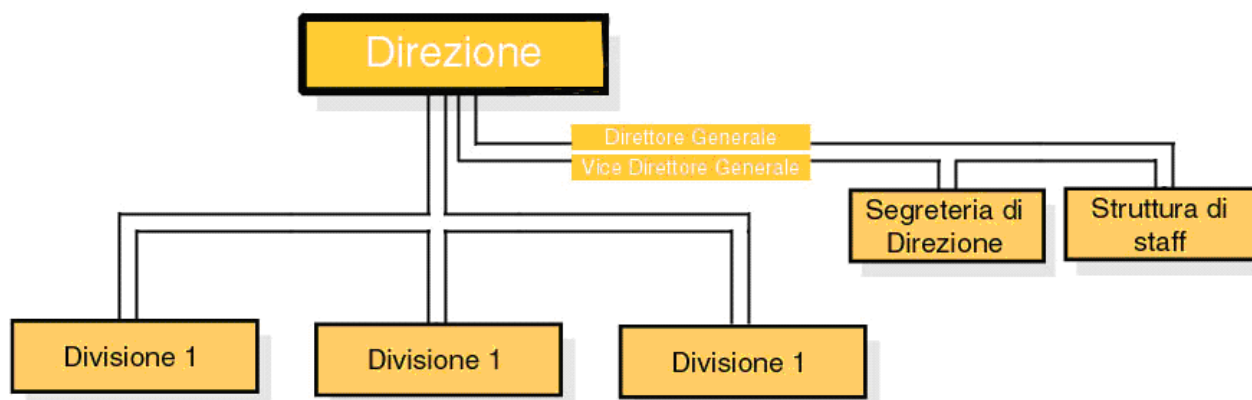 Direzione
Direttore Generale
Vice Direttore Generale
Segreteria di
Direzione
Struttura di
staff
Divisione 1
Divisione 1
Divisione 1